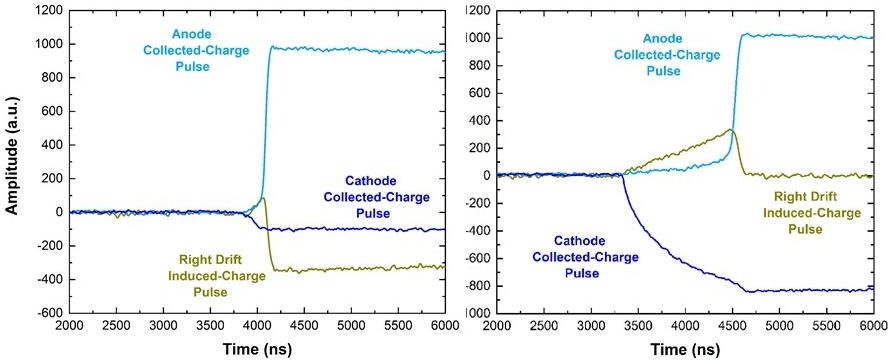 Amplitude (a.u.)
1200
1000
800
600
400
200
0
-200
-400
-600
2000 2500 3000 3500 4000 4500 5000 5500 6000
Time (ns)
Anode
Collected-Charge
Pulse
Cathode
Collected-Charge
Pulse
Right Drift
Induced-Charge
Pulse
1200
1000
800
600
400
200
0
-200
-400
-600
-800
1000
2000 2500 3000 3500 4000 4500 5000 5500 6000
Time (ns)
Anode
Collected-Charge
Pulse
Right Drift
Induced-Charge
Pulse
Cathode
Collected-Charge
Pulse